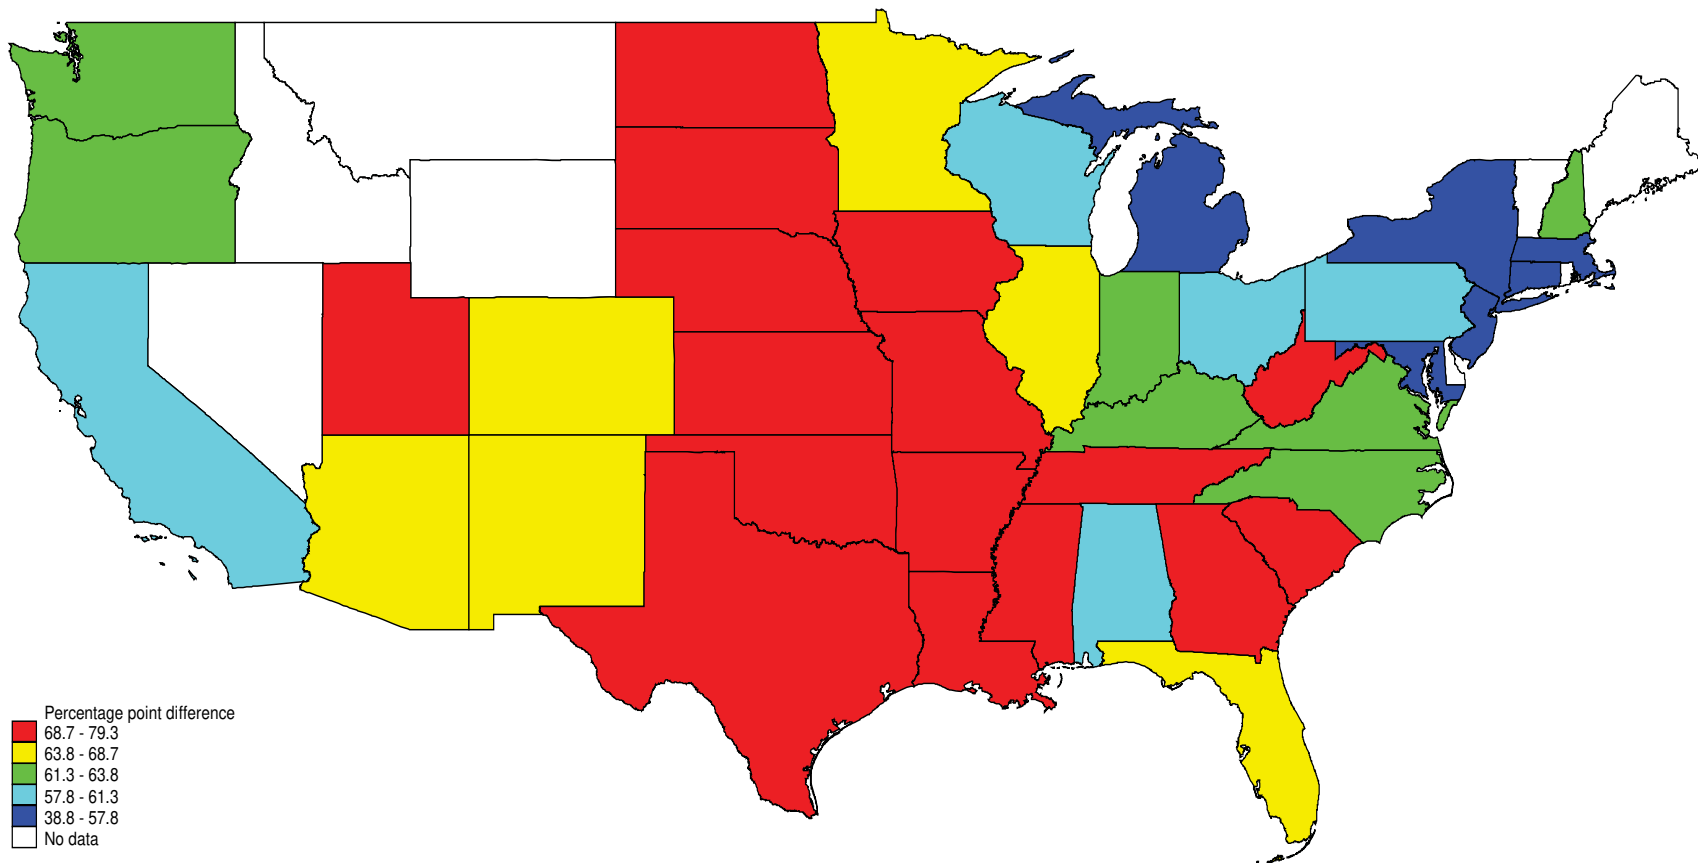 Percentage point difference
68.7 - 79.3
63.8 - 68.7
61.3 - 63.8
57.8 - 61.3
38.8 - 57.8
No data